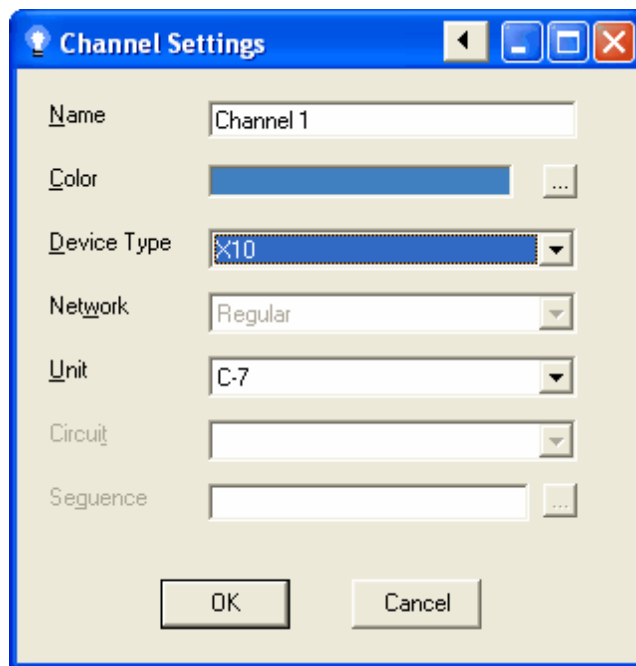 Channel Settings
Name Channel 1
Color ...
Device Type X10
Network Regular
Unit C-7
Circuit
Sequence ...
OK Cancel